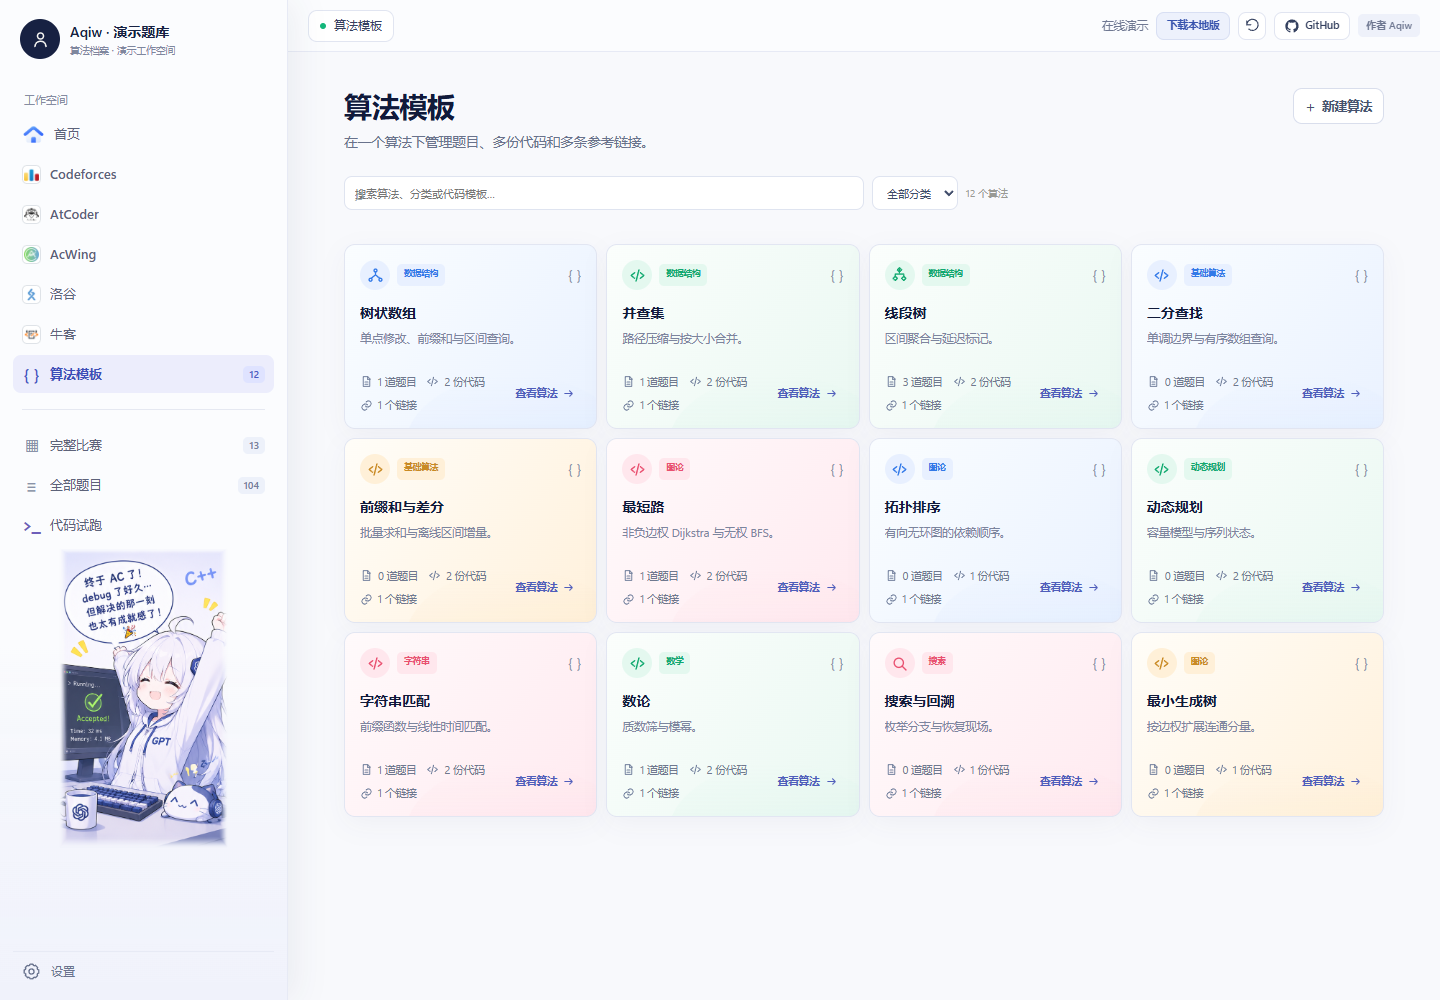 Aqiw · 演示题库
算法档案 · 演示工作空间
工作空间
首页
Codeforces
AtCoder
AcWing
洛谷
牛客
{ } 算法模板 12
完整比赛 13
全部题目 104
>_ 代码试跑
终于 AC 了!
debug 了好久…
但解决的那一刻
也太有成就感了!
C++
> Running...
Accepted!
Time: 32 ms
Memory: 4.1 MB
GPT
设置
算法模板
在线演示 下载本地版 GitHub 作者 Aqiw
算法模板
+ 新建算法
在一个算法下管理题目、多份代码和多条参考链接。
搜索算法、分类或代码模板...
全部分类
12 个算法
数据结构 { }
树状数组
单点修改、前缀和与区间查询。
1 道题目 </> 2 份代码
1 个链接
查看算法 →
</> 数据结构 { }
并查集
路径压缩与按大小合并。
1 道题目 </> 2 份代码
1 个链接
查看算法 →
数据结构 { }
线段树
区间聚合与延迟标记。
3 道题目 </> 2 份代码
1 个链接
查看算法 →
</> 基础算法 { }
二分查找
单调边界与有序数组查询。
0 道题目 </> 2 份代码
1 个链接
查看算法 →
</> 基础算法 { }
前缀和与差分
批量求和与离线区间增量。
0 道题目 </> 2 份代码
1 个链接
查看算法 →
</> 图论 { }
最短路
非负边权 Dijkstra 与无权 BFS。
1 道题目 </> 2 份代码
1 个链接
查看算法 →
</> 图论 { }
拓扑排序
有向无环图的依赖顺序。
0 道题目 </> 1 份代码
1 个链接
查看算法 →
</> 动态规划 { }
动态规划
容量模型与序列状态。
0 道题目 </> 2 份代码
1 个链接
查看算法 →
</> 字符串 { }
字符串匹配
前缀函数与线性时间匹配。
1 道题目 </> 2 份代码
1 个链接
查看算法 →
</> 数学 { }
数论
质数筛与模幂。
1 道题目 </> 2 份代码
1 个链接
查看算法 →
搜索 { }
搜索与回溯
枚举分支与恢复现场。
0 道题目 </> 1 份代码
1 个链接
查看算法 →
</> 图论 { }
最小生成树
按边权扩展连通分量。
0 道题目 </> 1 份代码
1 个链接
查看算法 →